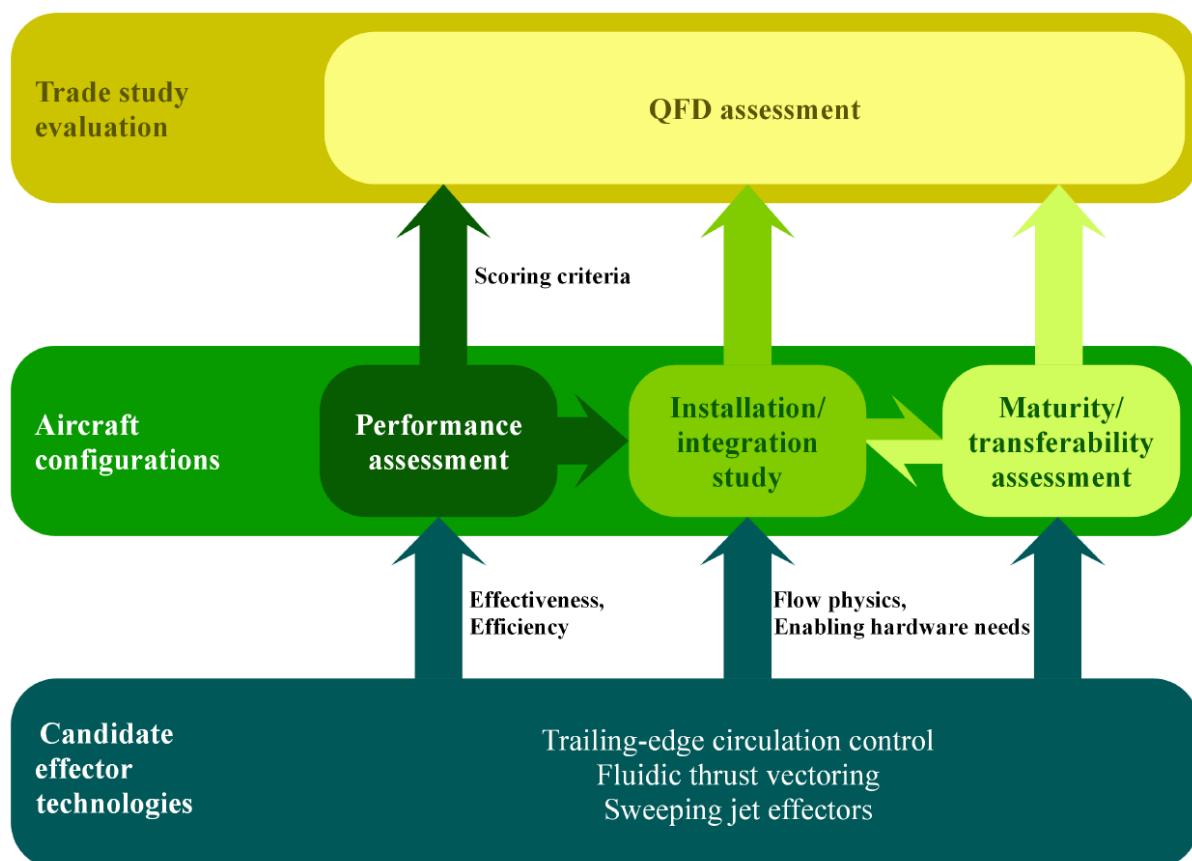 Trade study
evaluation
QFD assessment
Scoring criteria
Aircraft
configurations
Performance
assessment
Installation/
integration
study
Maturity/
transferability
assessment
Effectiveness,
Efficiency
Flow physics,
Enabling hardware needs
Candidate
effector
technologies
Trailing-edge circulation control
Fluidic thrust vectoring
Sweeping jet effectors